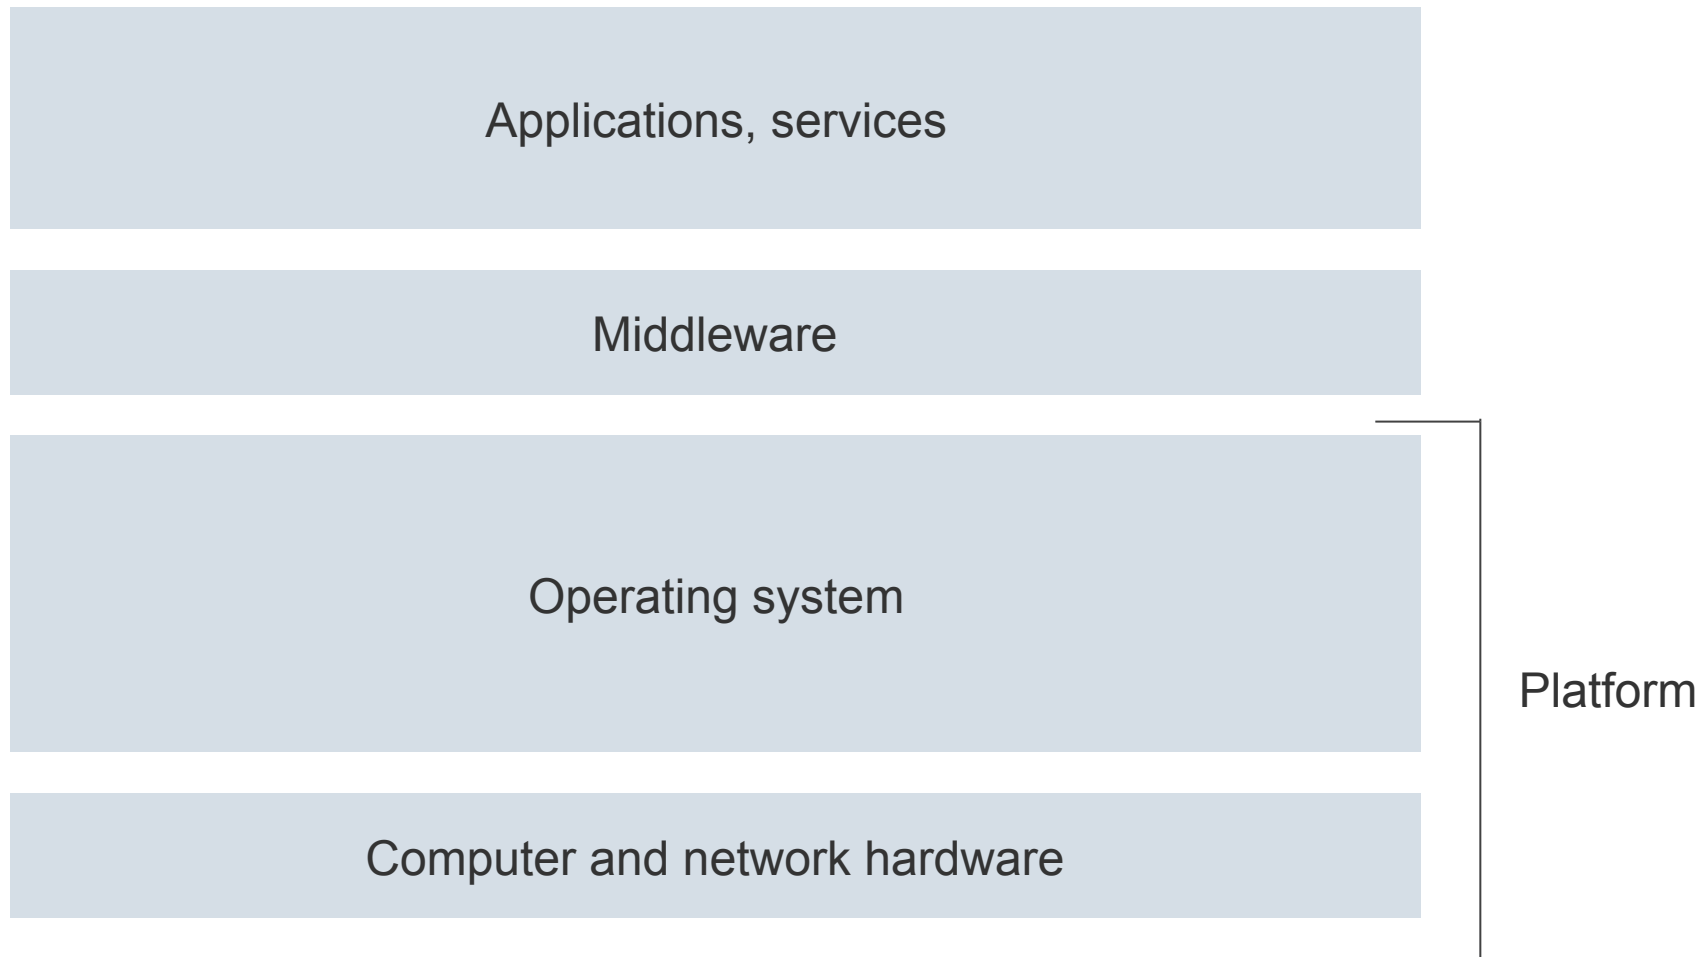 Applications, services
Middleware
Operating system
Platform
Computer and network hardware